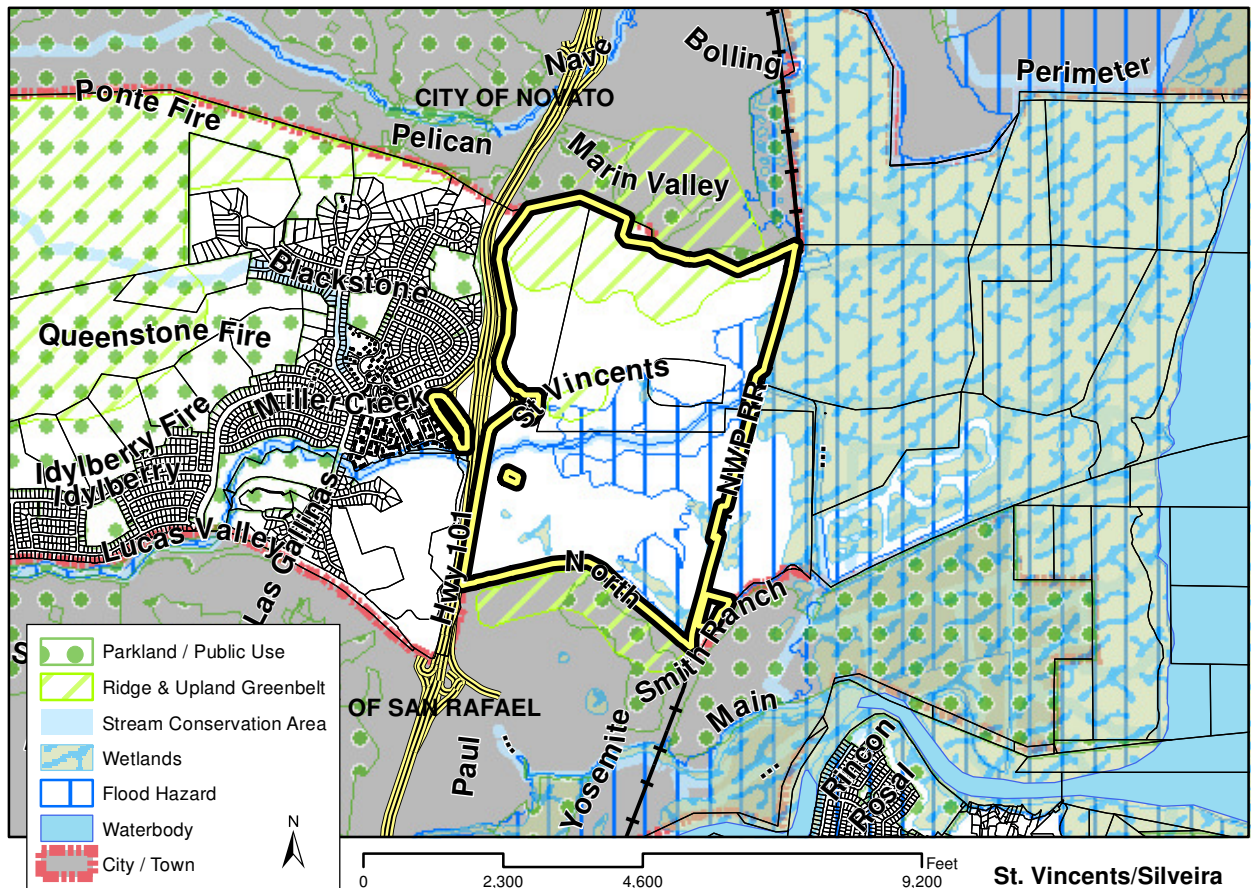 Nave
Bolling
Perimeter
Ponte Fire
CITY OF NOVATO
Pelican
Marin Valley
Blackstone
Queenstone Fire
St Vincents
Miller Creek
Idylberry Fire
Idylberry
N.W.P. RR
Lucas Valley
Las Gallinas
Hwy 101
North
Smith Ranch
S
OF SAN RAFAEL
Main
Paul
Yosemite
Rincon
Rosal
Parkland / Public Use
Ridge & Upland Greenbelt
Stream Conservation Area
Wetlands
Flood Hazard
Waterbody
City / Town
N
Feet
0 2,300 4,600 9,200
St. Vincents/Silveira